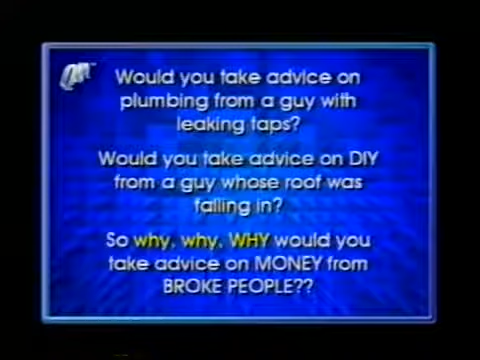 Would you take advice on
plumbing from a guy with
leaking taps?
Would you take advice on DIY
from a guy whose roof was
falling in?
So why, why, WHY would you
take advice on MONEY from
BROKE PEOPLE??